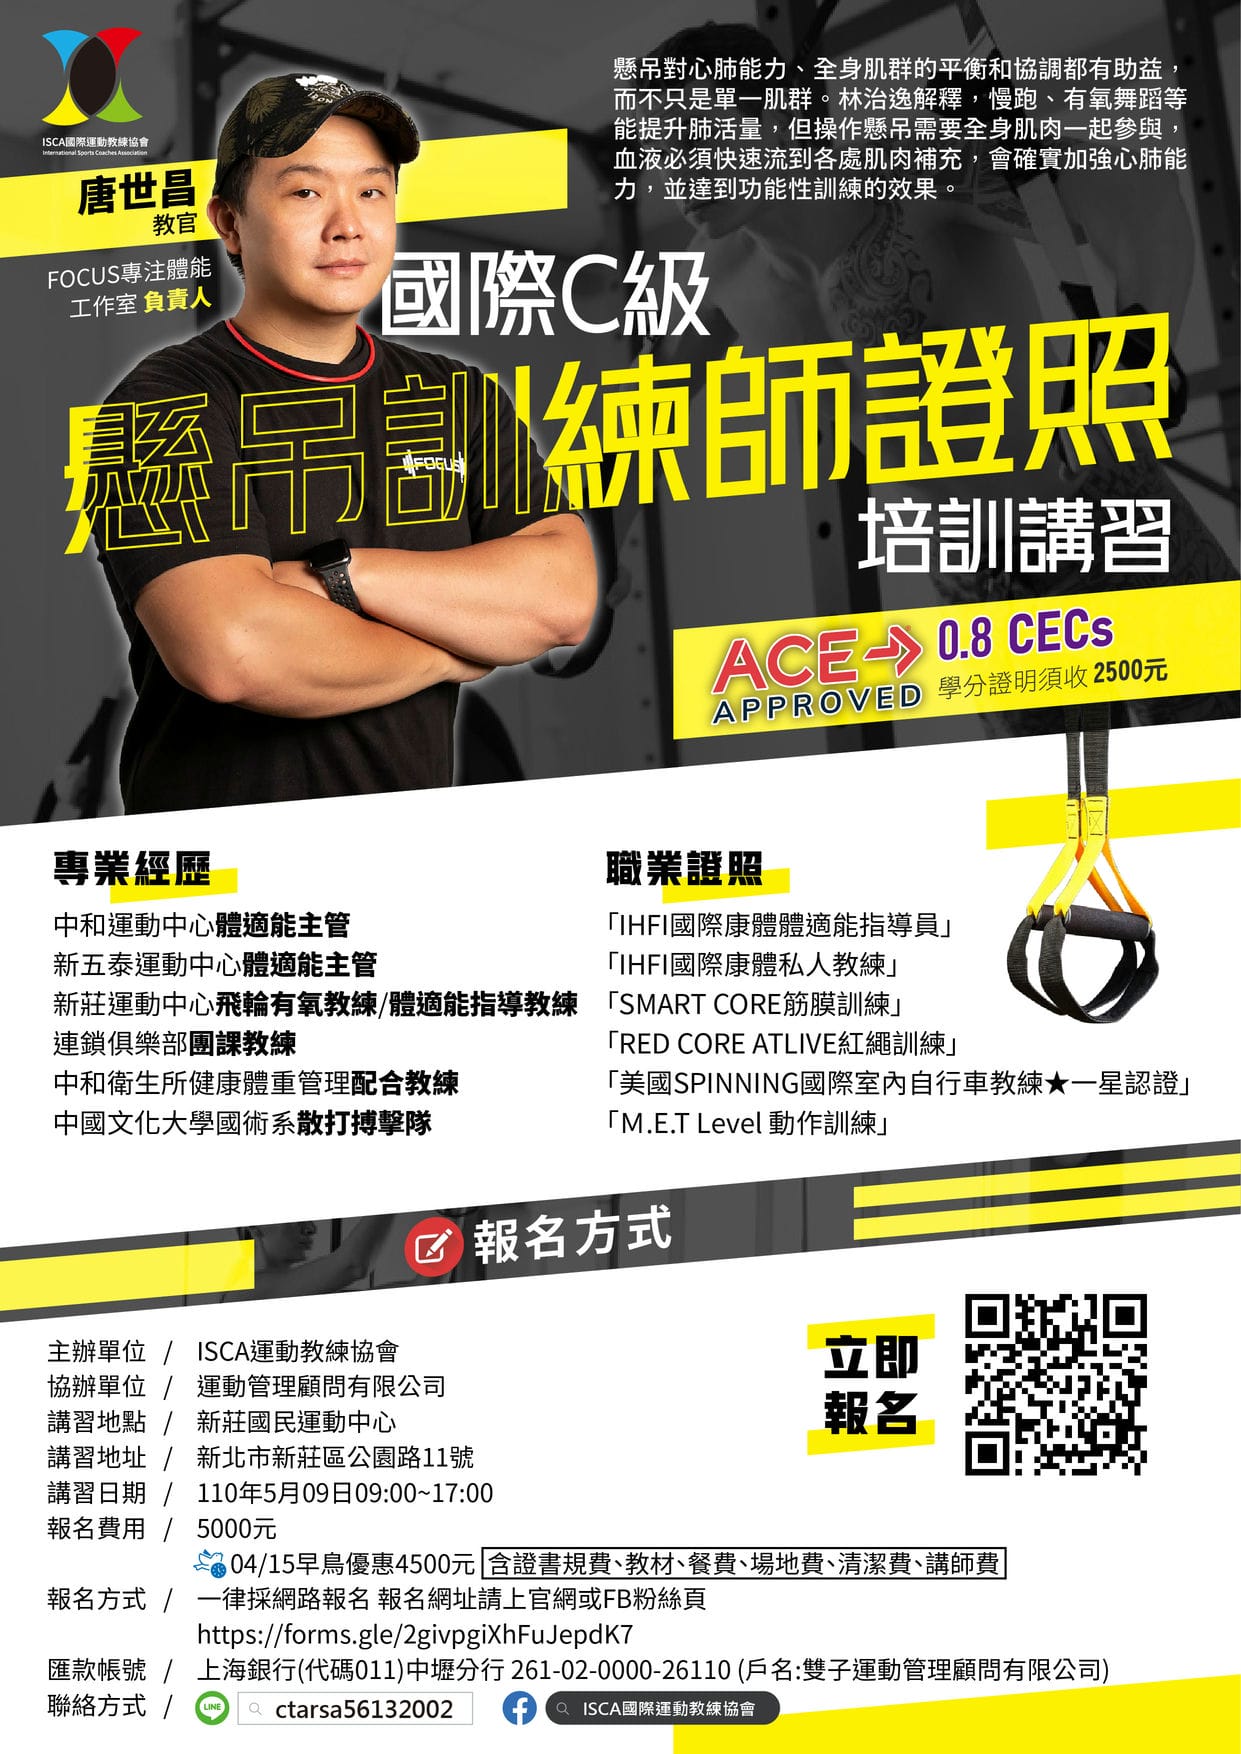 ISCA國際運動教練協會
International Sports Coaches Association
唐世昌
教官
FOCUS專注體能
工作室 負責人
懸吊對心肺能力、全身肌群的平衡和協調都有助益，
而不只是單一肌群。林治逸解釋，慢跑、有氧舞蹈等
能提升肺活量，但操作懸吊需要全身肌肉一起參與，
血液必須快速流到各處肌肉補充，會確實加強心肺能
力，並達到功能性訓練的效果。
國際C級
懸吊訓練師證照
FOCUS
培訓講習
ACE
APPROVED
0.8 CECs
學分證明須收 2500元
專業經歷
中和運動中心體適能主管
新五泰運動中心體適能主管
新莊運動中心飛輪有氧教練/體適能指導教練
連鎖俱樂部團課教練
中和衛生所健康體重管理配合教練
中國文化大學國術系散打搏擊隊
職業證照
「IHFI國際康體體適能指導員」
「IHFI國際康體私人教練」
「SMART CORE筋膜訓練」
「RED CORE ATLIVE紅繩訓練」
「美國SPINNING國際室內自行車教練★一星認證」
「M.E.T Level 動作訓練」
報名方式
立即
報名
主辦單位 / ISCA運動教練協會
協辦單位 / 運動管理顧問有限公司
講習地點 / 新莊國民運動中心
講習地址 / 新北市新莊區公園路11號
講習日期 / 110年5月09日09:00~17:00
報名費用 / 5000元
04/15早鳥優惠4500元 含證書規費、教材、餐費、場地費、清潔費、講師費
報名方式 / 一律採網路報名 報名網址請上官網或FB粉絲頁
https://forms.gle/2givpgiXhFuJepdK7
匯款帳號 / 上海銀行(代碼011)中壢分行 261-02-0000-26110 (戶名:雙子運動管理顧問有限公司)
聯絡方式 / LINE ctarsa56132002 ISCA國際運動教練協會